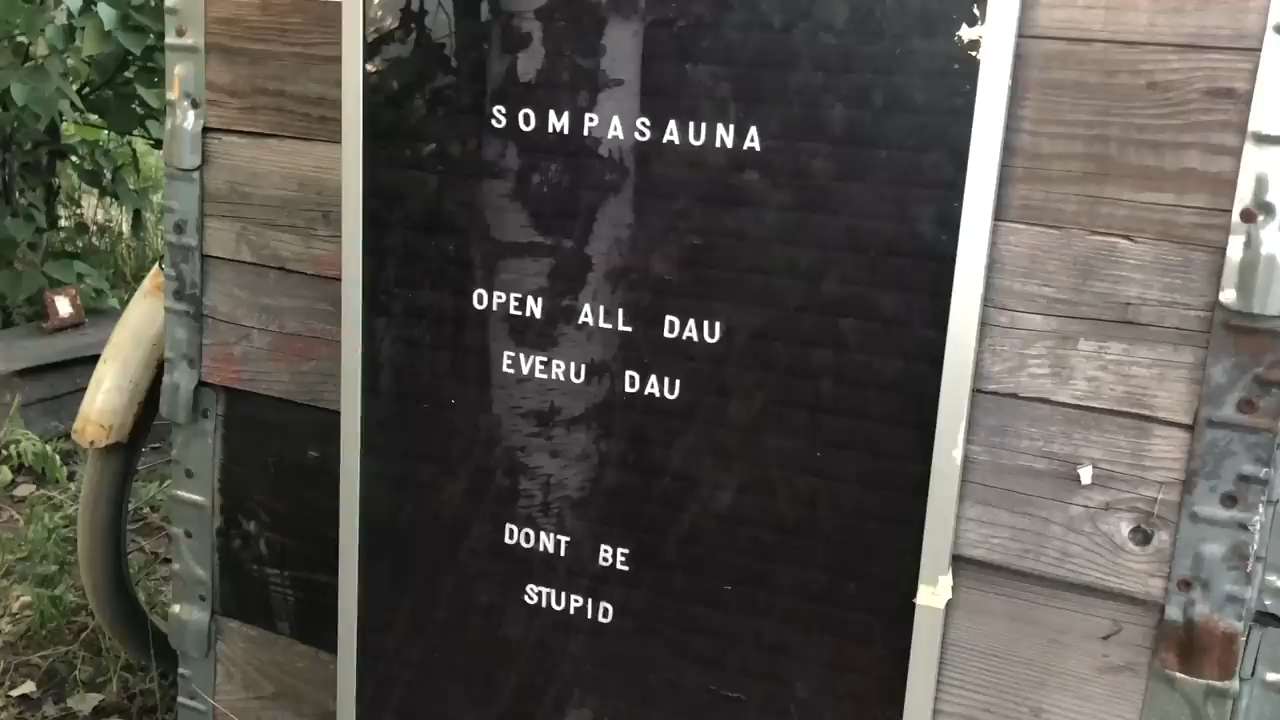 SOMPASAUNA
OPEN ALL DAU
EVERU DAU
DONT BE
STUPID